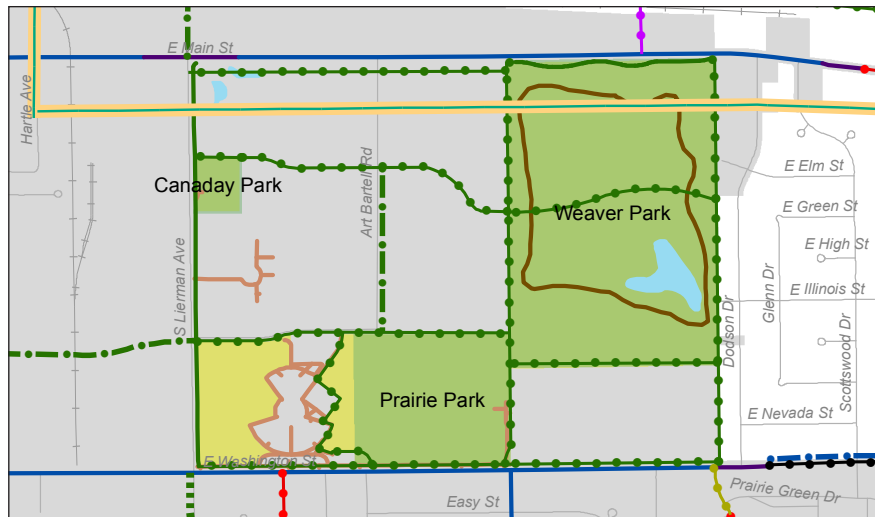 E Main St
Hartle Ave
Art Bartell Rd
Canaday Park
Weaver Park
E Elm St
E Green St
E High St
E Illinois St
S Lierman Ave
Dodson Dr
Glenn Dr
Scottswood Dr
Prairie Park
E Nevada St
E Washington St
Easy St
Prairie Green Dr